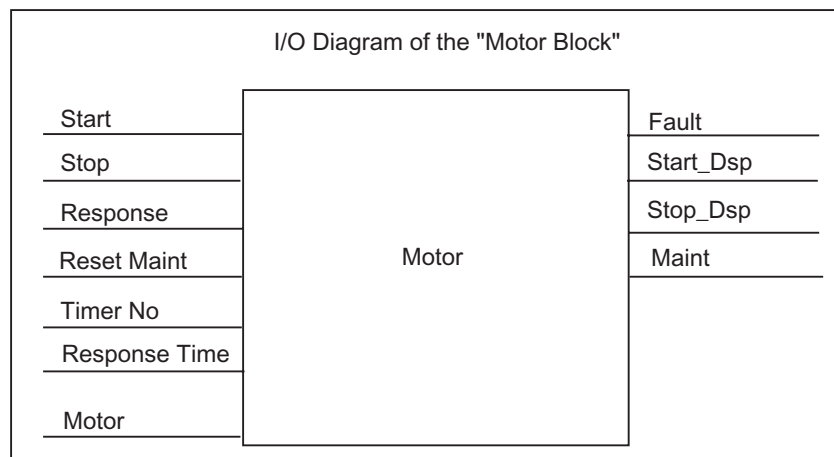 I/O Diagram of the "Motor Block"
Start
Stop
Response
Reset Maint
Timer No
Response Time
Motor
Motor
Fault
Start_Dsp
Stop_Dsp
Maint